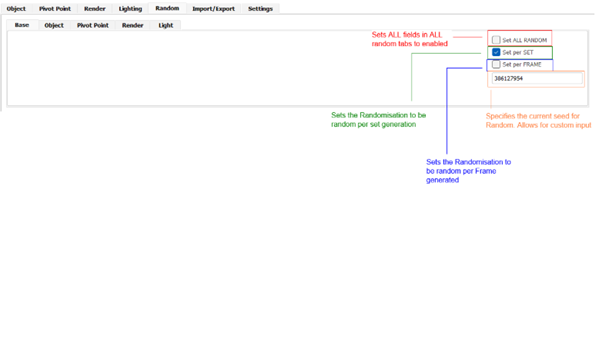 Object Pivot Point Render Lighting Random Import/Export Settings
Base Object Pivot Point Render Light
Sets ALL fields in ALL
random tabs to enabled
Set ALL RANDOM
Set per SET
Set per FRAME
386127954
Sets the Randomisation to be
random per set generation
Specifies the current seed for
Random. Allows for custom input
Sets the Randomisation to
be random per Frame
generated